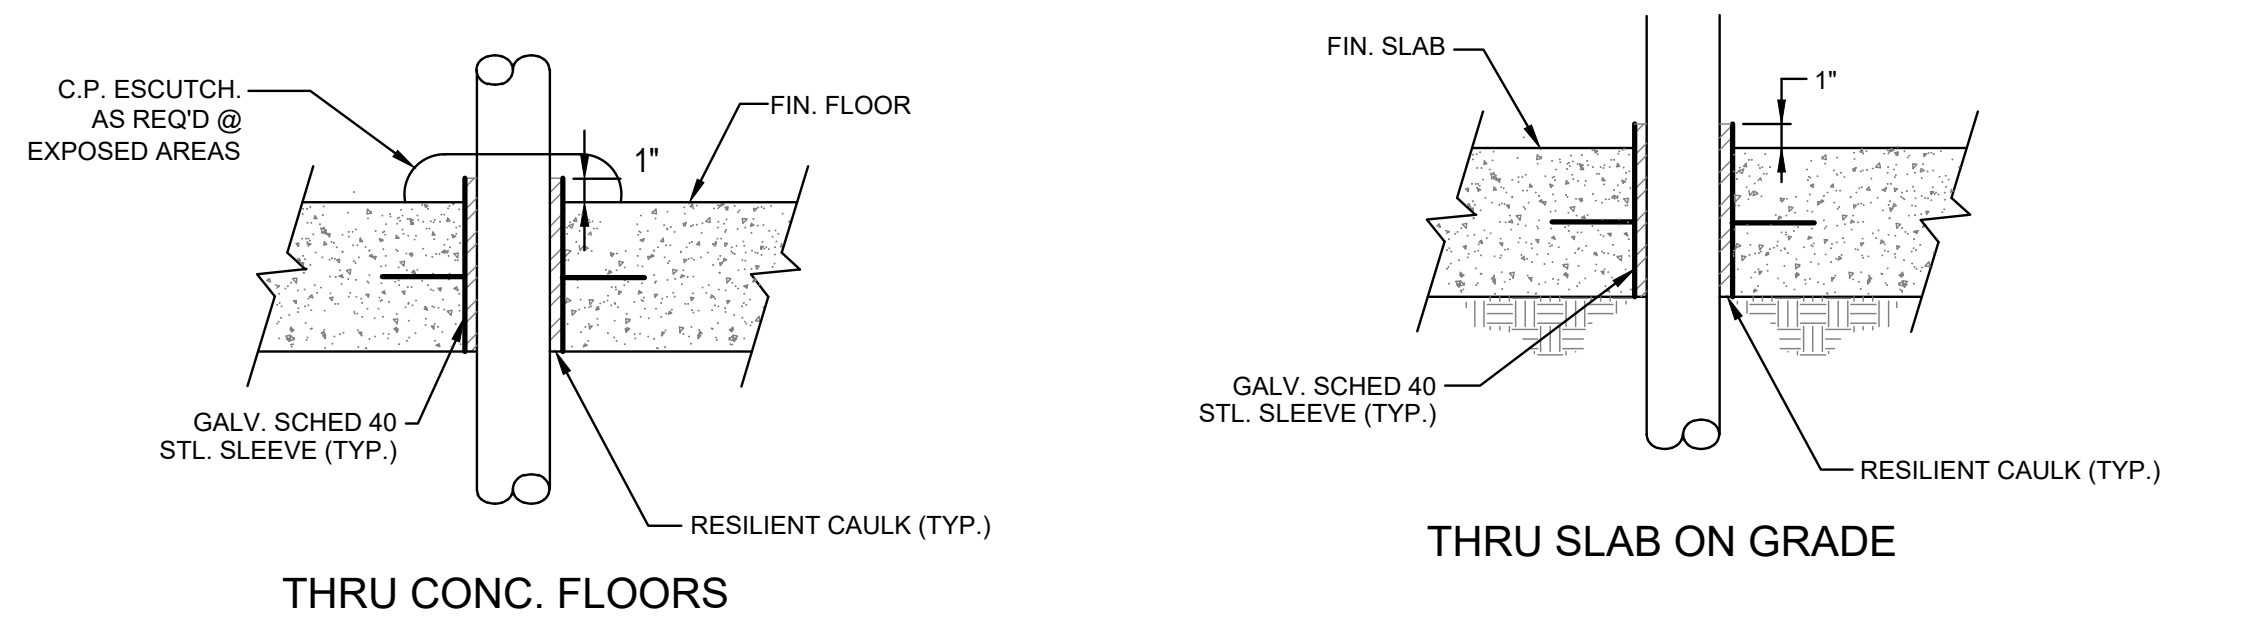 C.P. ESCUTCH.
AS REQ'D @
EXPOSED AREAS
FIN. FLOOR
1"
GALV. SCHED 40
STL. SLEEVE (TYP.)
RESILIENT CAULK (TYP.)
THRU CONC. FLOORS
FIN. SLAB
1"
GALV. SCHED 40
STL. SLEEVE (TYP.)
RESILIENT CAULK (TYP.)
THRU SLAB ON GRADE